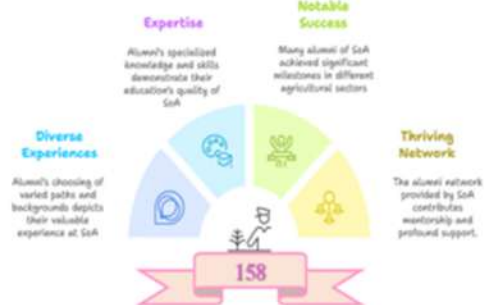 Notable
Success
Many alumni of SoA
achieved significant
milestones in different
agricultural sectors
Expertise
Alumni's specialized
knowledge and skills
demonstrate their
education's quality of
SoA
Diverse
Experiences
Alumni's choosing of
varied paths and
backgrounds depicts
their valuable
experience at SoA
Thriving
Network
The alumni network
provided by SoA
contributes
mentorship and
profound support.
158